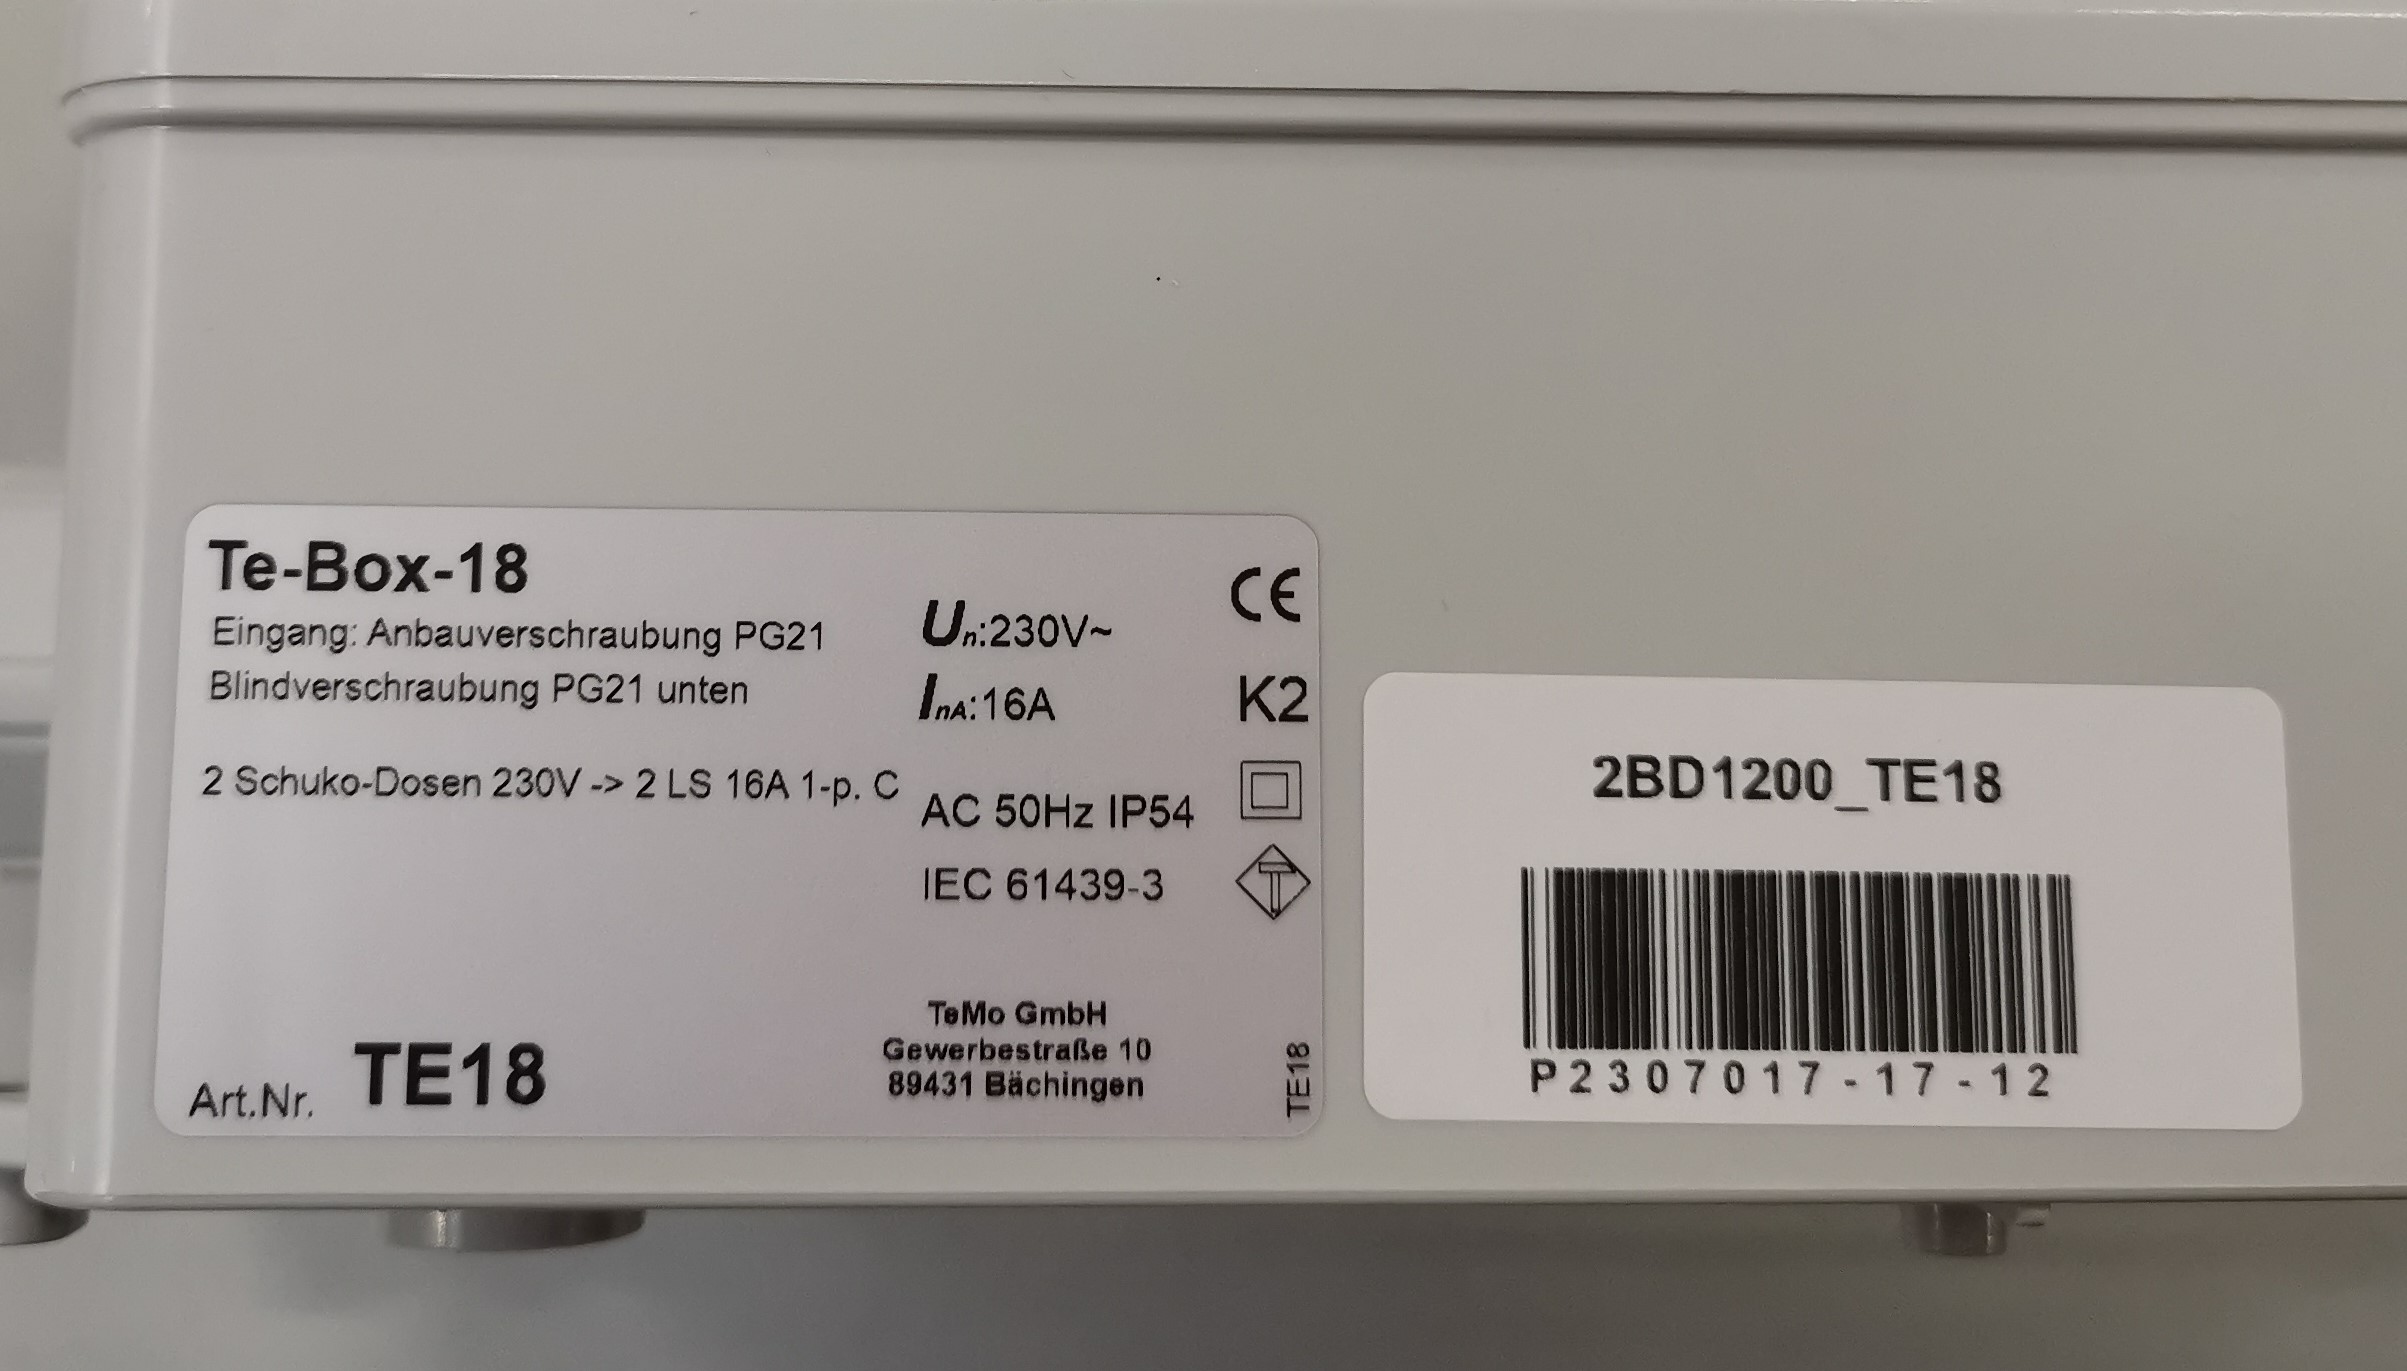 Te-Box-18
Eingang: Anbauverschraubung PG21
Blindverschraubung PG21 unten
2 Schuko-Dosen 230V -> 2 LS 16A 1-p. C
Un:230V~
InA:16A
AC 50Hz IP54
IEC 61439-3
CE
K2
T
TeMo GmbH
Gewerbestraße 10
89431 Bächingen
Art.Nr. TE18
TE18
2BD1200_TE18
P2307017-17-12